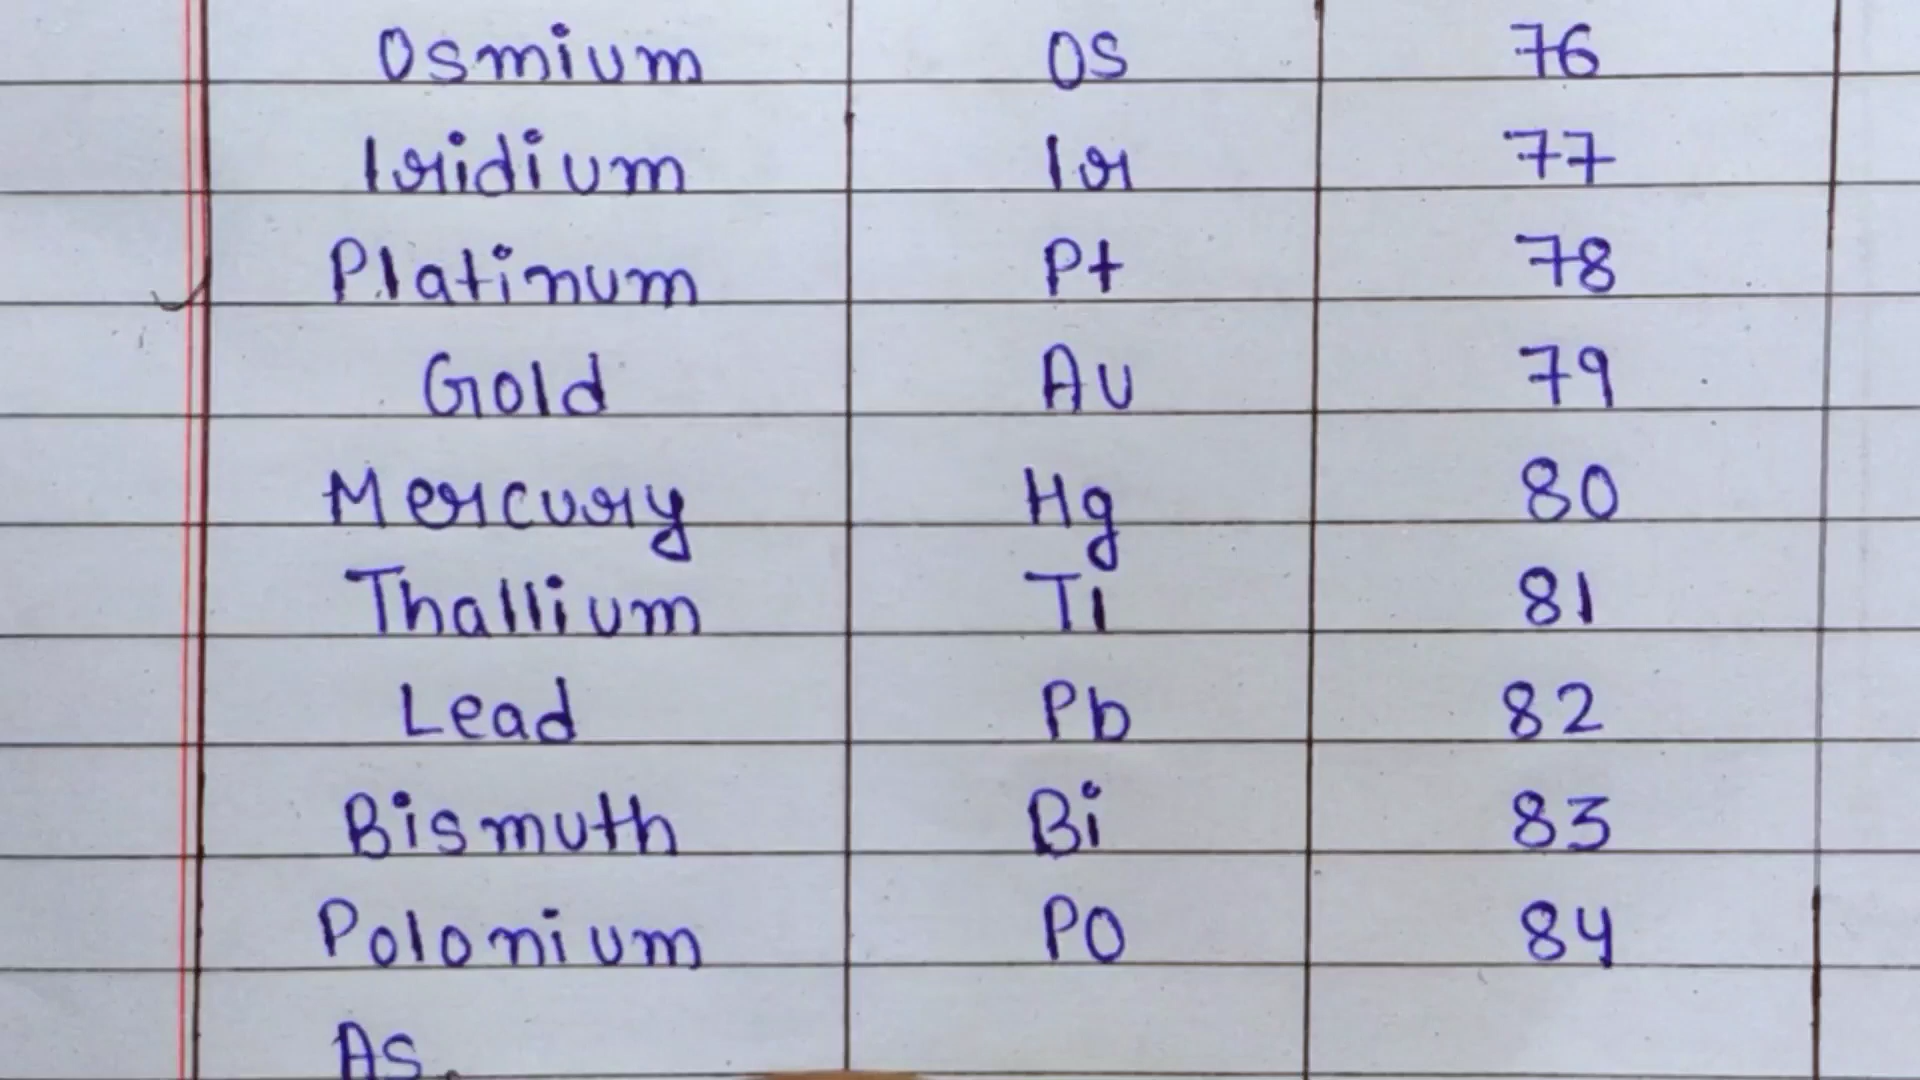 Osmium OS 76
Iridium Ir 77
Platinum Pt 78
Gold Au 79
Mercury Hg 80
Thallium Tl 81
Lead Pb 82
Bismuth Bi 83
Polonium PO 84
As